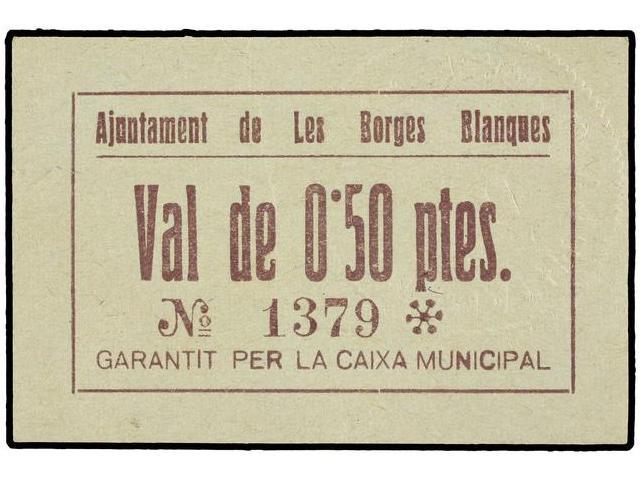 Ajuntament de Les Borges Blanques
Val de 0'50 ptes.
Nº 1379
GARANTIT PER LA CAIXA MUNICIPAL